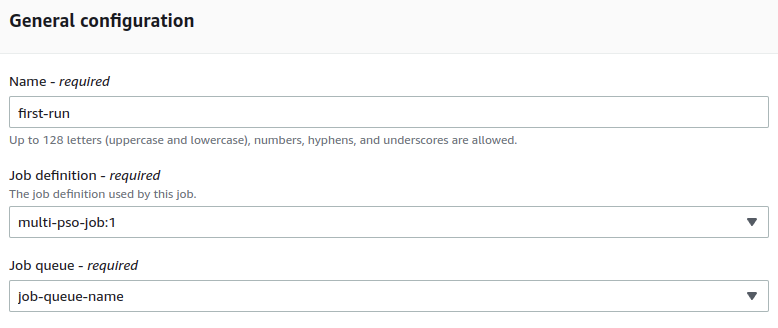 General configuration
Name - required
first-run
Up to 128 letters (uppercase and lowercase), numbers, hyphens, and underscores are allowed.
Job definition - required
The job definition used by this job.
multi-pso-job:1
Job queue - required
job-queue-name